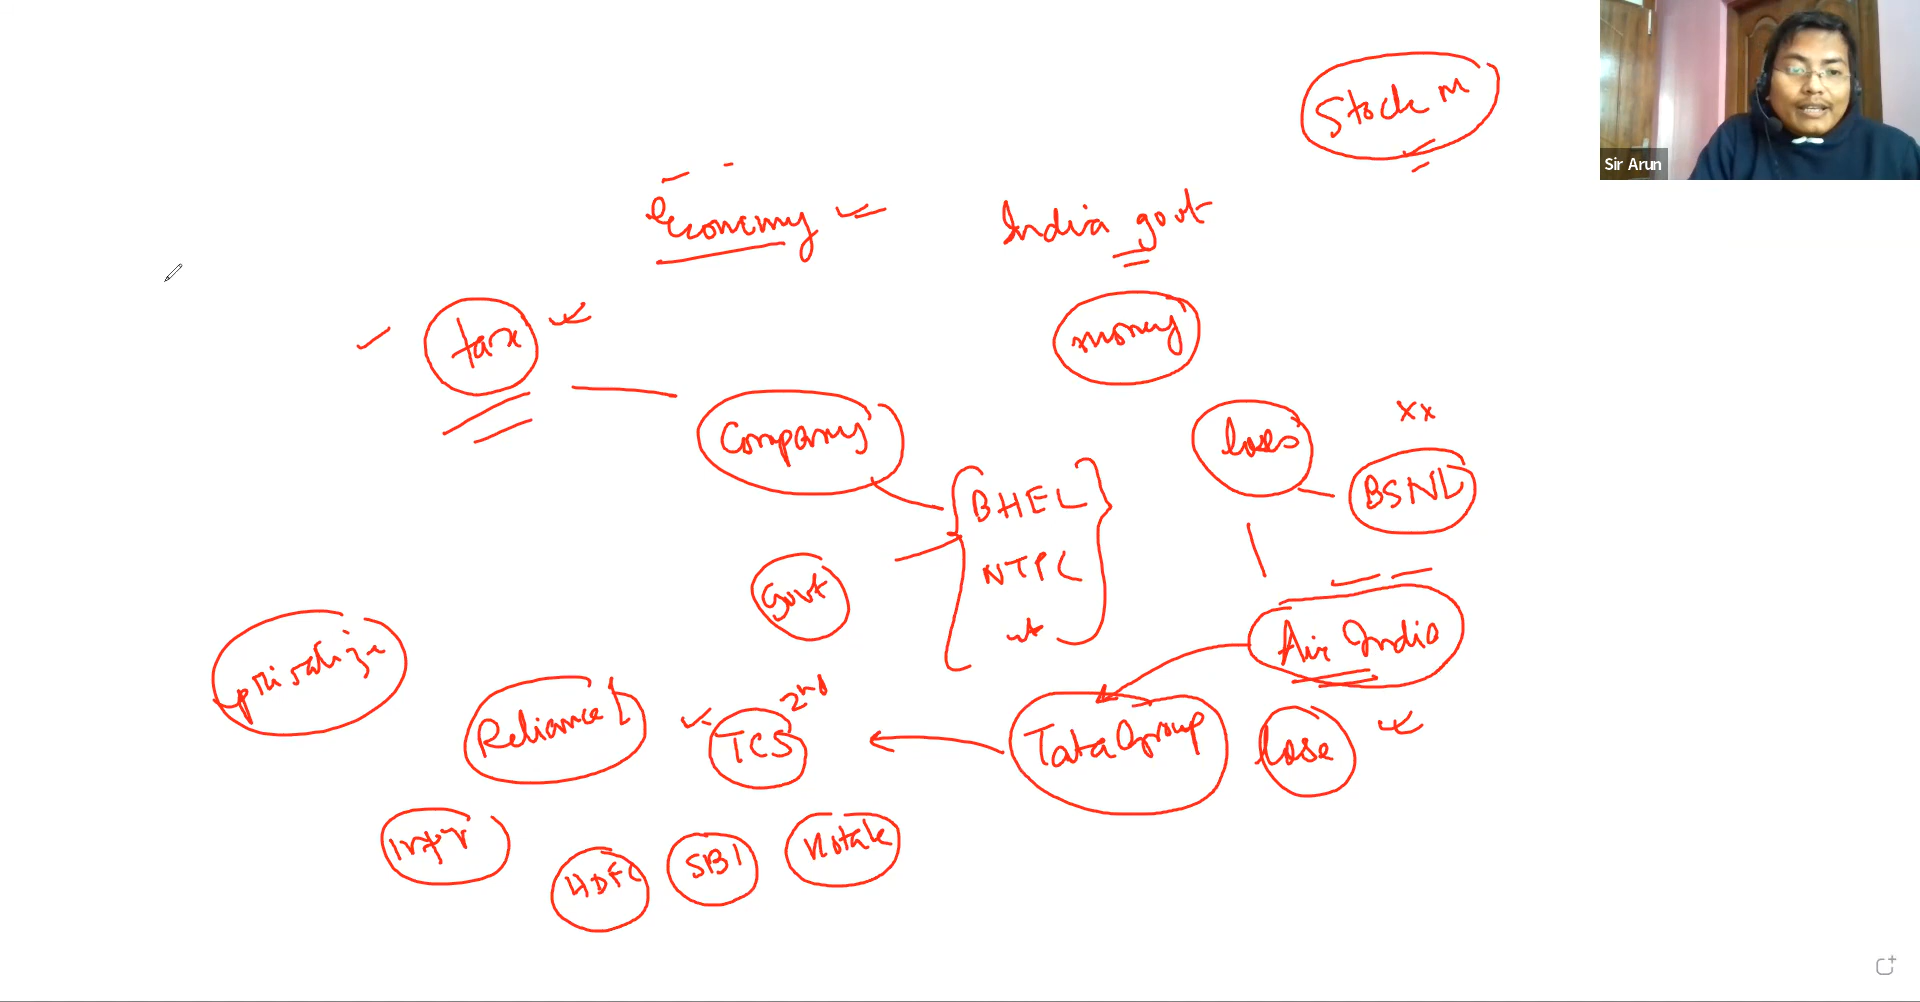 Stock M
Sir Arun
economy
India govt
tax
money
Company
loses
xx
BSNL
BHEL
NTPC
Govt
Air India
Reliance
TCS
2nd
Tata Group
lose
HDFC
SBI
Kotak